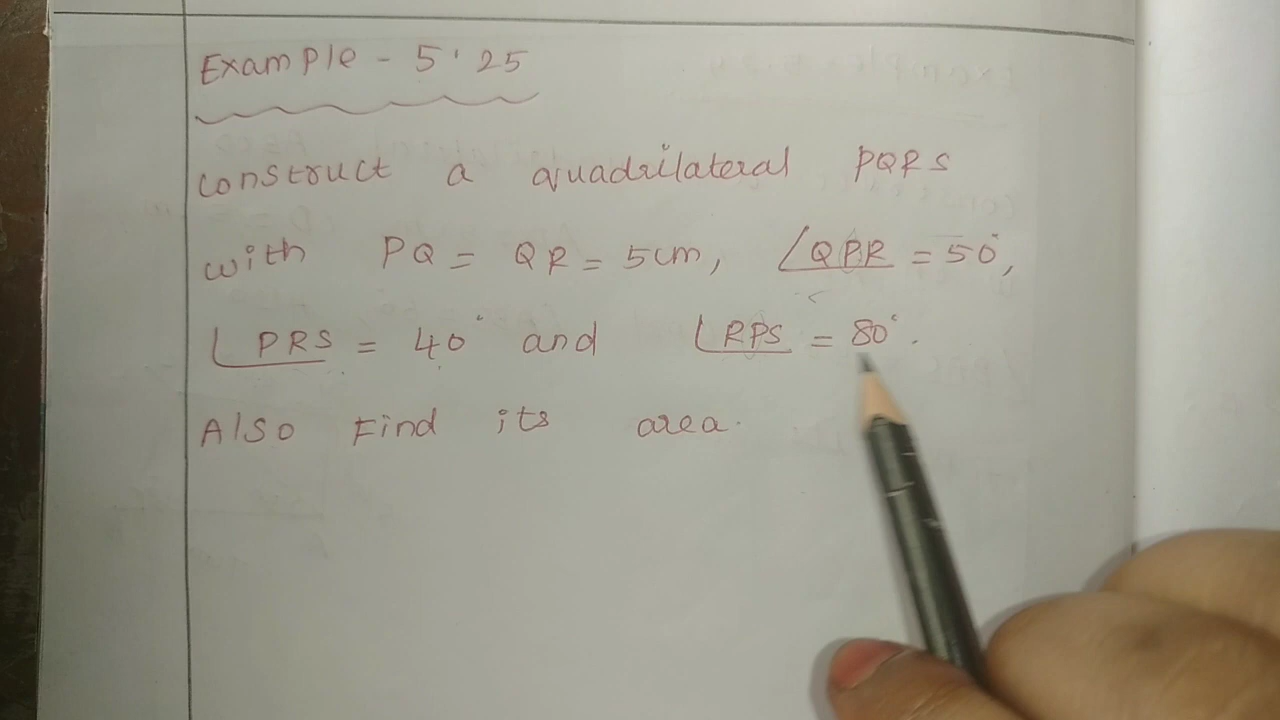 Example - 5.25
construct a quadrilateral PQRS
with PQ = QR = 5cm, ∠QPR = 50°,
∠PRS = 40° and ∠RPS = 80°.
Also Find its area.